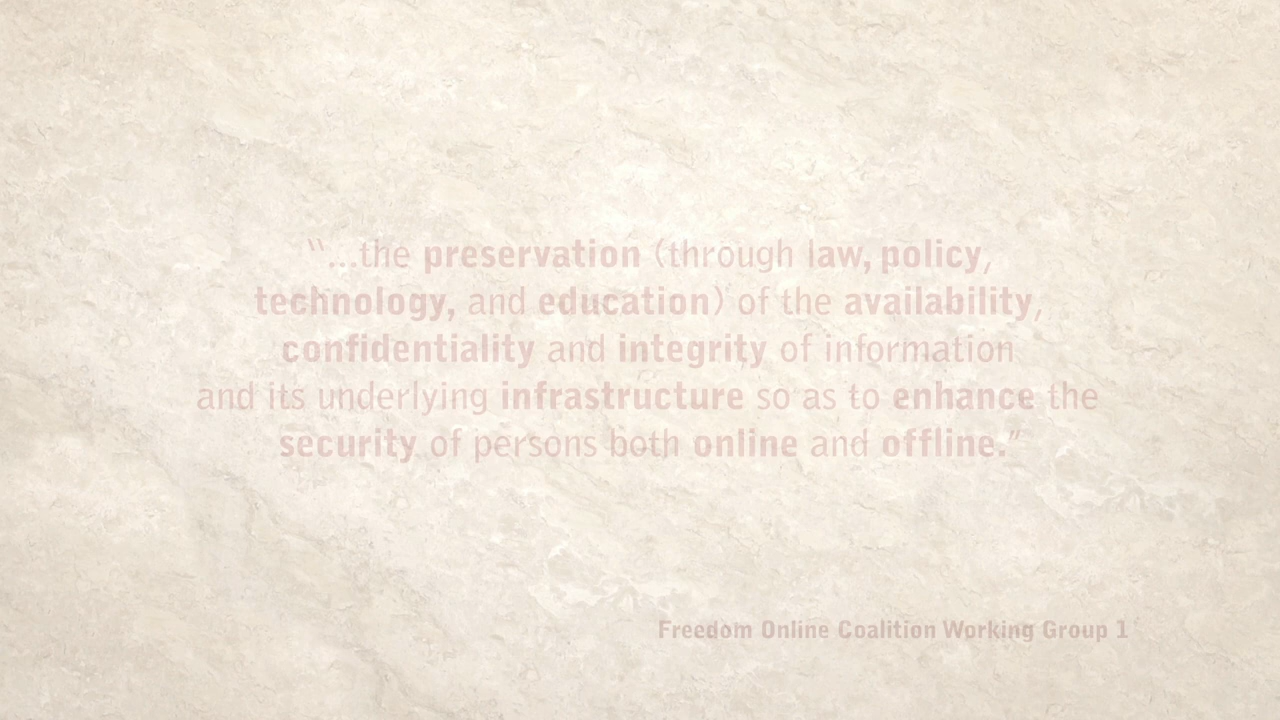 “...the preservation (through law, policy,
technology, and education) of the availability,
confidentiality and integrity of information
and its underlying infrastructure so as to enhance the
security of persons both online and offline.”
Freedom Online Coalition Working Group 1